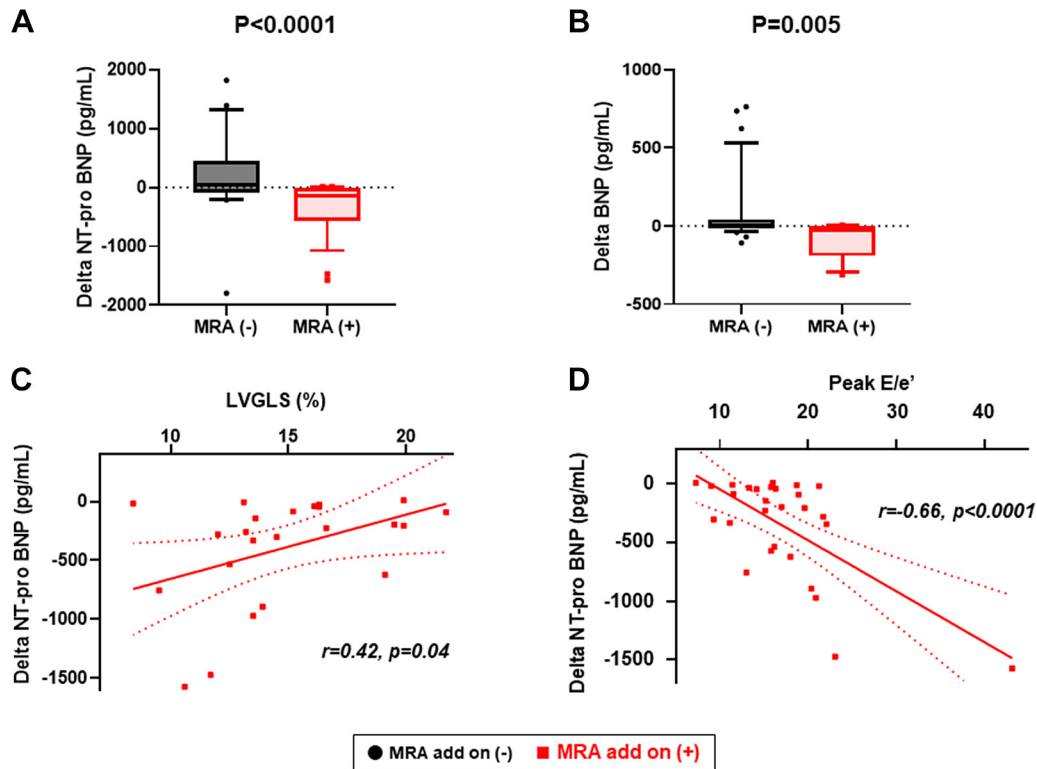 A
P<0.0001
Delta NT-pro BNP (pg/mL)
2000
1000
0
-1000
-2000
MRA (-)
MRA (+)
B
P=0.005
Delta BNP (pg/mL)
1000
500
0
-500
MRA (-)
MRA (+)
C
LVGLS (%)
10
15
20
Delta NT-pro BNP (pg/mL)
0
-500
-1000
-1500
r=0.42, p=0.04
D
Peak E/e’
10
20
30
40
Delta NT-pro BNP (pg/mL)
0
-500
-1000
-1500
r=-0.66, p<0.0001
MRA add on (-)
MRA add on (+)